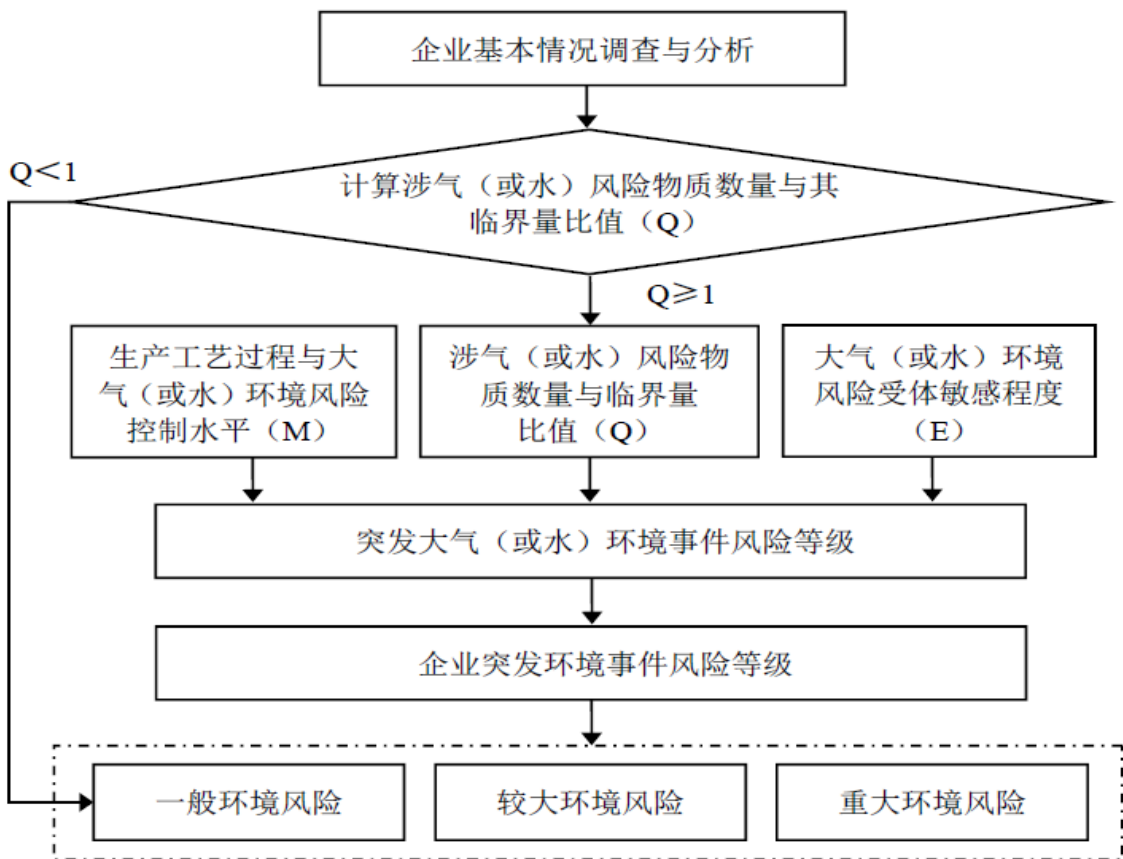 企业基本情况调查与分析
Q＜1
计算涉气（或水）风险物质数量与其
临界量比值（Q）
Q≥1
生产工艺过程与大
气（或水）环境风险
控制水平（M）
涉气（或水）风险物
质数量与临界量
比值（Q）
大气（或水）环境
风险受体敏感程度
（E）
突发大气（或水）环境事件风险等级
企业突发环境事件风险等级
一般环境风险
较大环境风险
重大环境风险